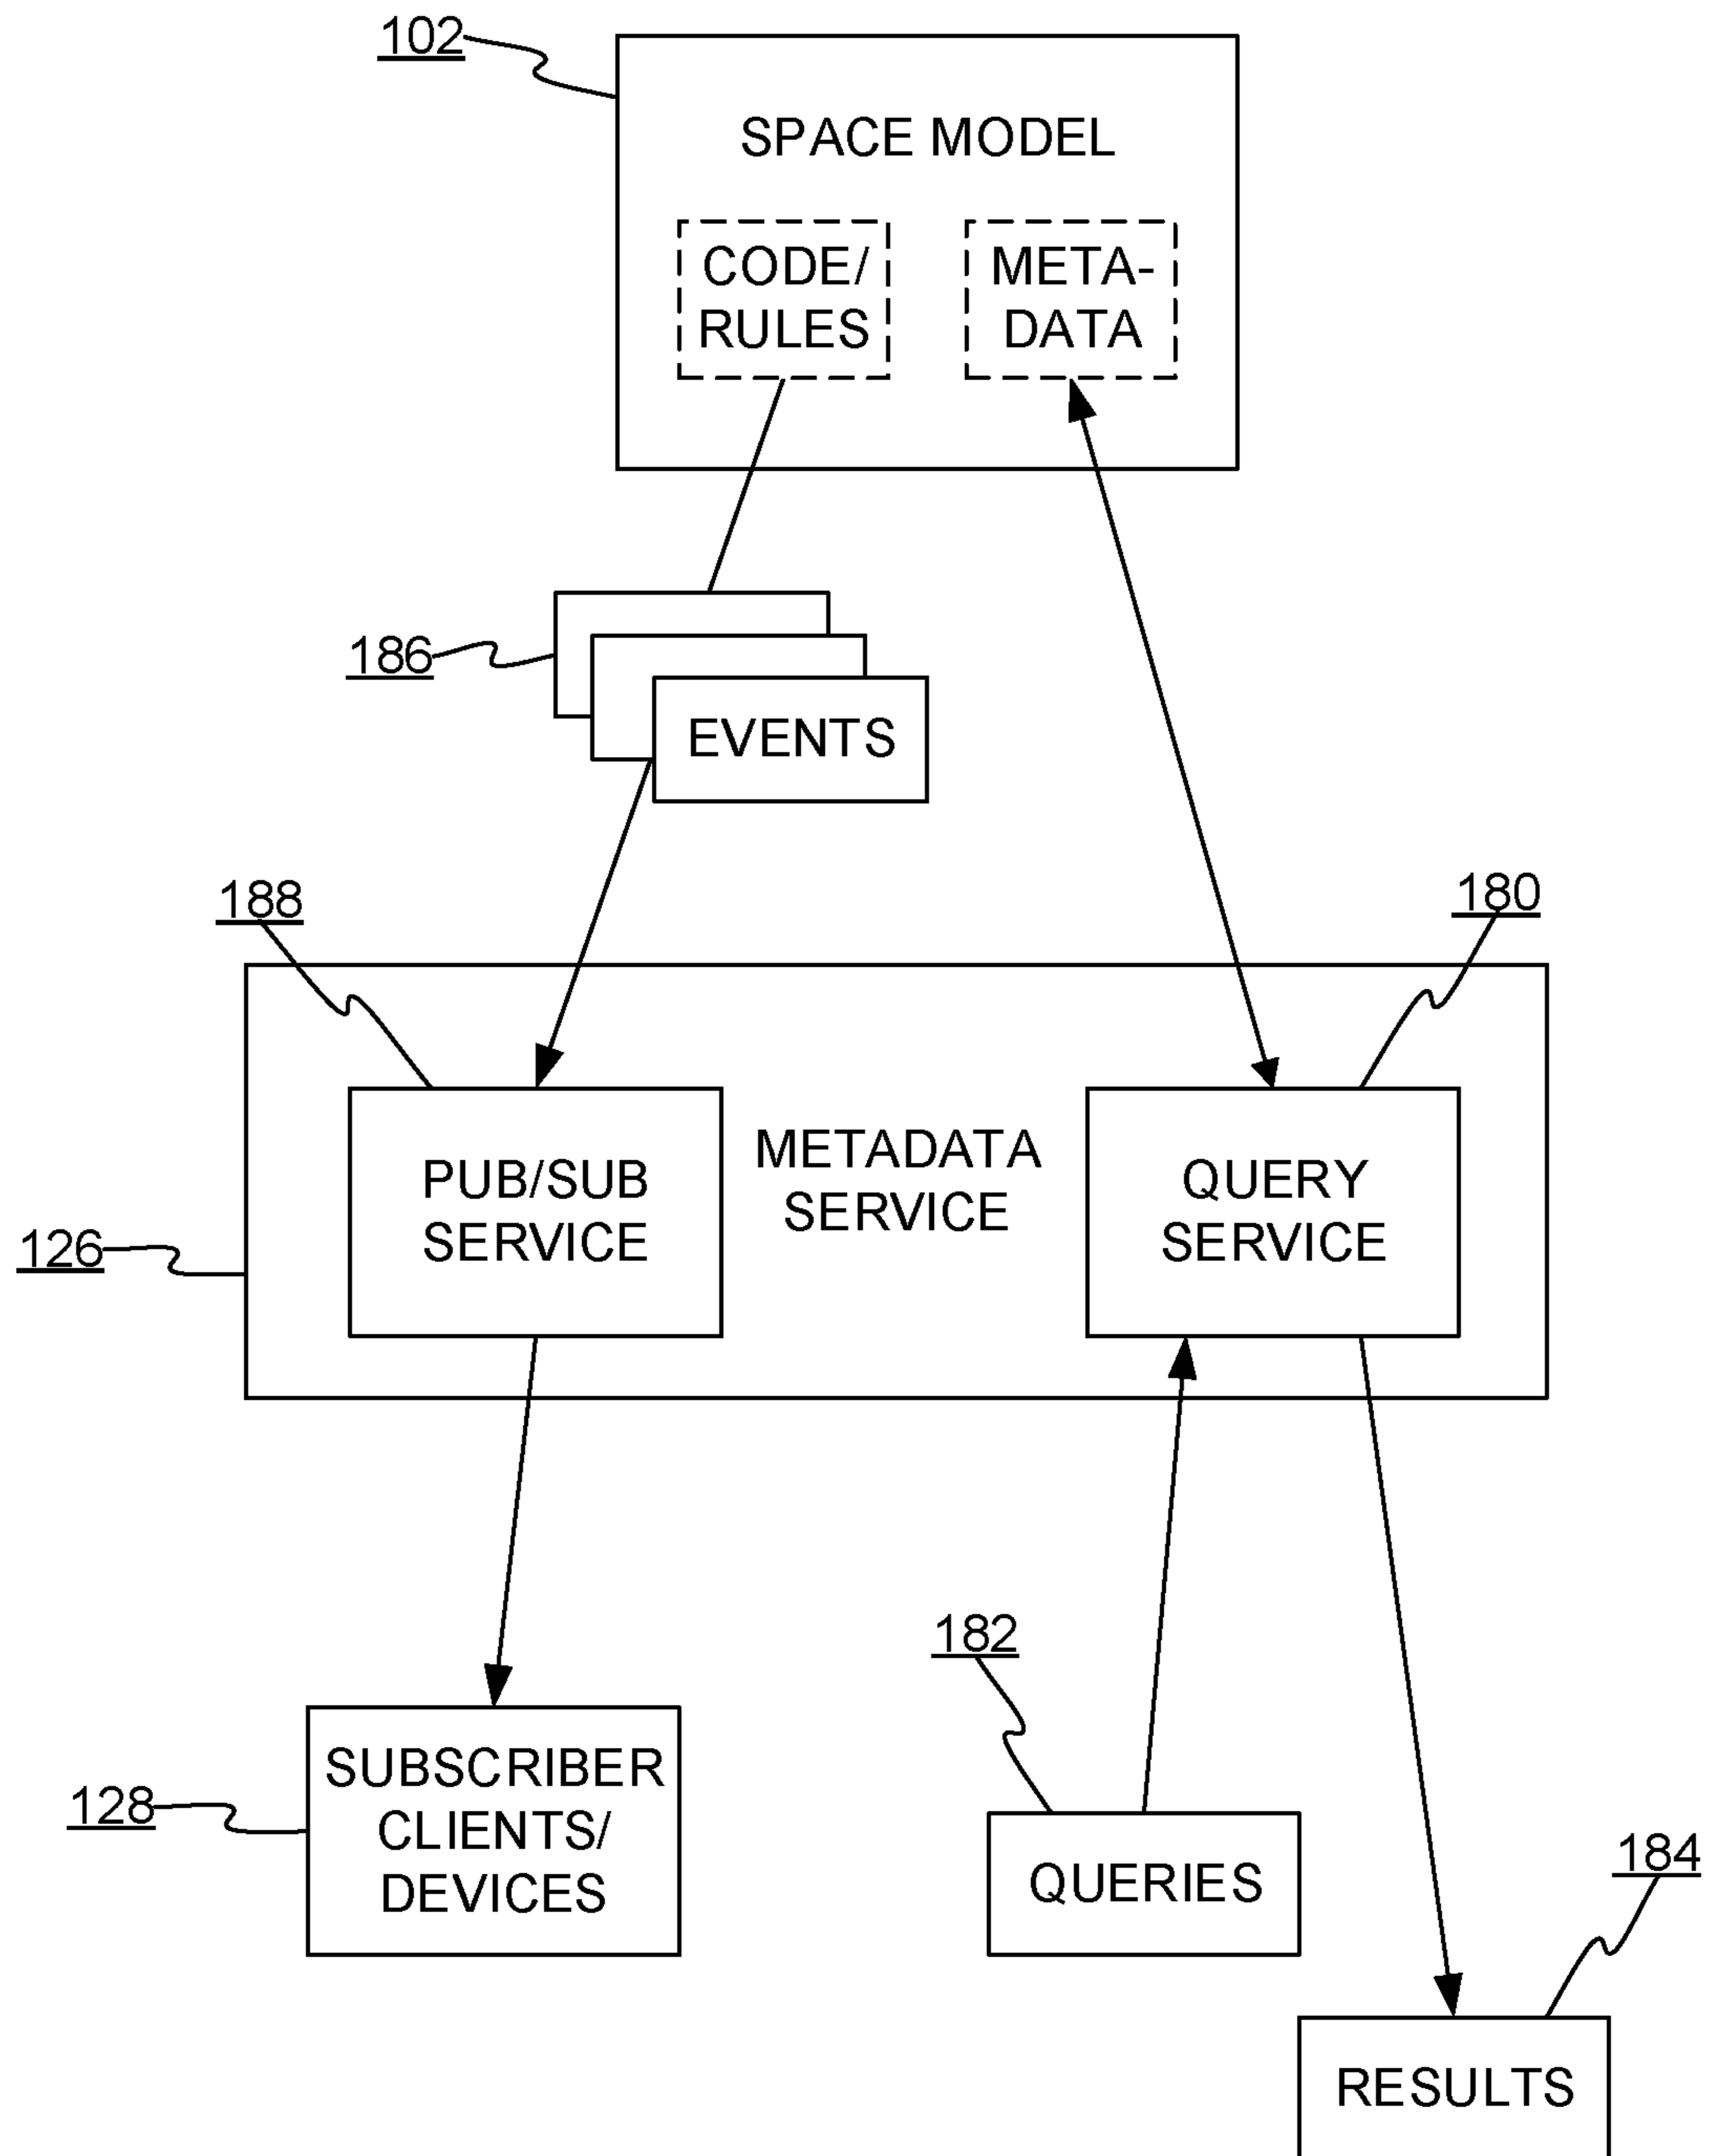 102
SPACE MODEL
CODE/
RULES
META-
DATA
186
EVENTS
188
180
PUB/SUB
SERVICE
METADATA
SERVICE
QUERY
SERVICE
126
182
SUBSCRIBER
CLIENTS/
DEVICES
128
QUERIES
184
RESULTS